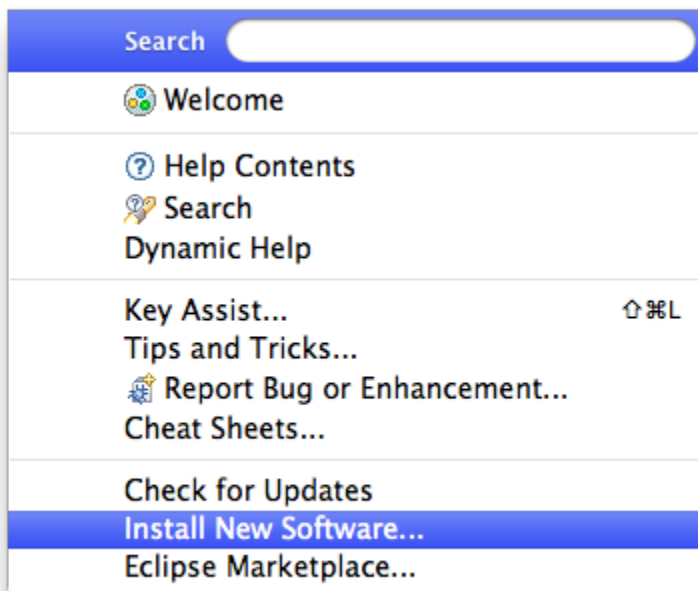 Search
Welcome
Help Contents
Search
Dynamic Help
Key Assist... ⇧⌘L
Tips and Tricks...
Report Bug or Enhancement...
Cheat Sheets...
Check for Updates
Install New Software...
Eclipse Marketplace...